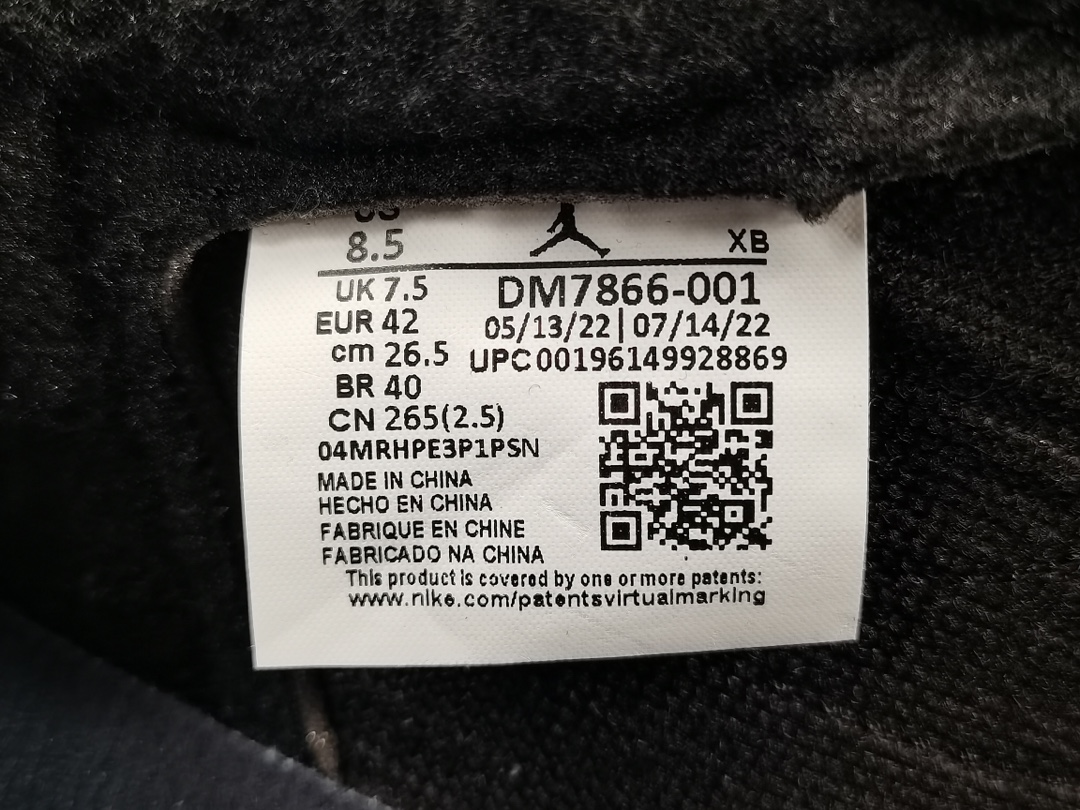 US
8.5
XB
UK 7.5
DM7866-001
EUR 42
05/13/22|07/14/22
cm 26.5
UPC00196149928869
BR 40
CN 265(2.5)
04MRHPE3P1PSN
MADE IN CHINA
HECHO EN CHINA
FABRIQUE EN CHINE
FABRICADO NA CHINA
This product is covered by one or more patents:
www.nike.com/patentsvirtualmarking